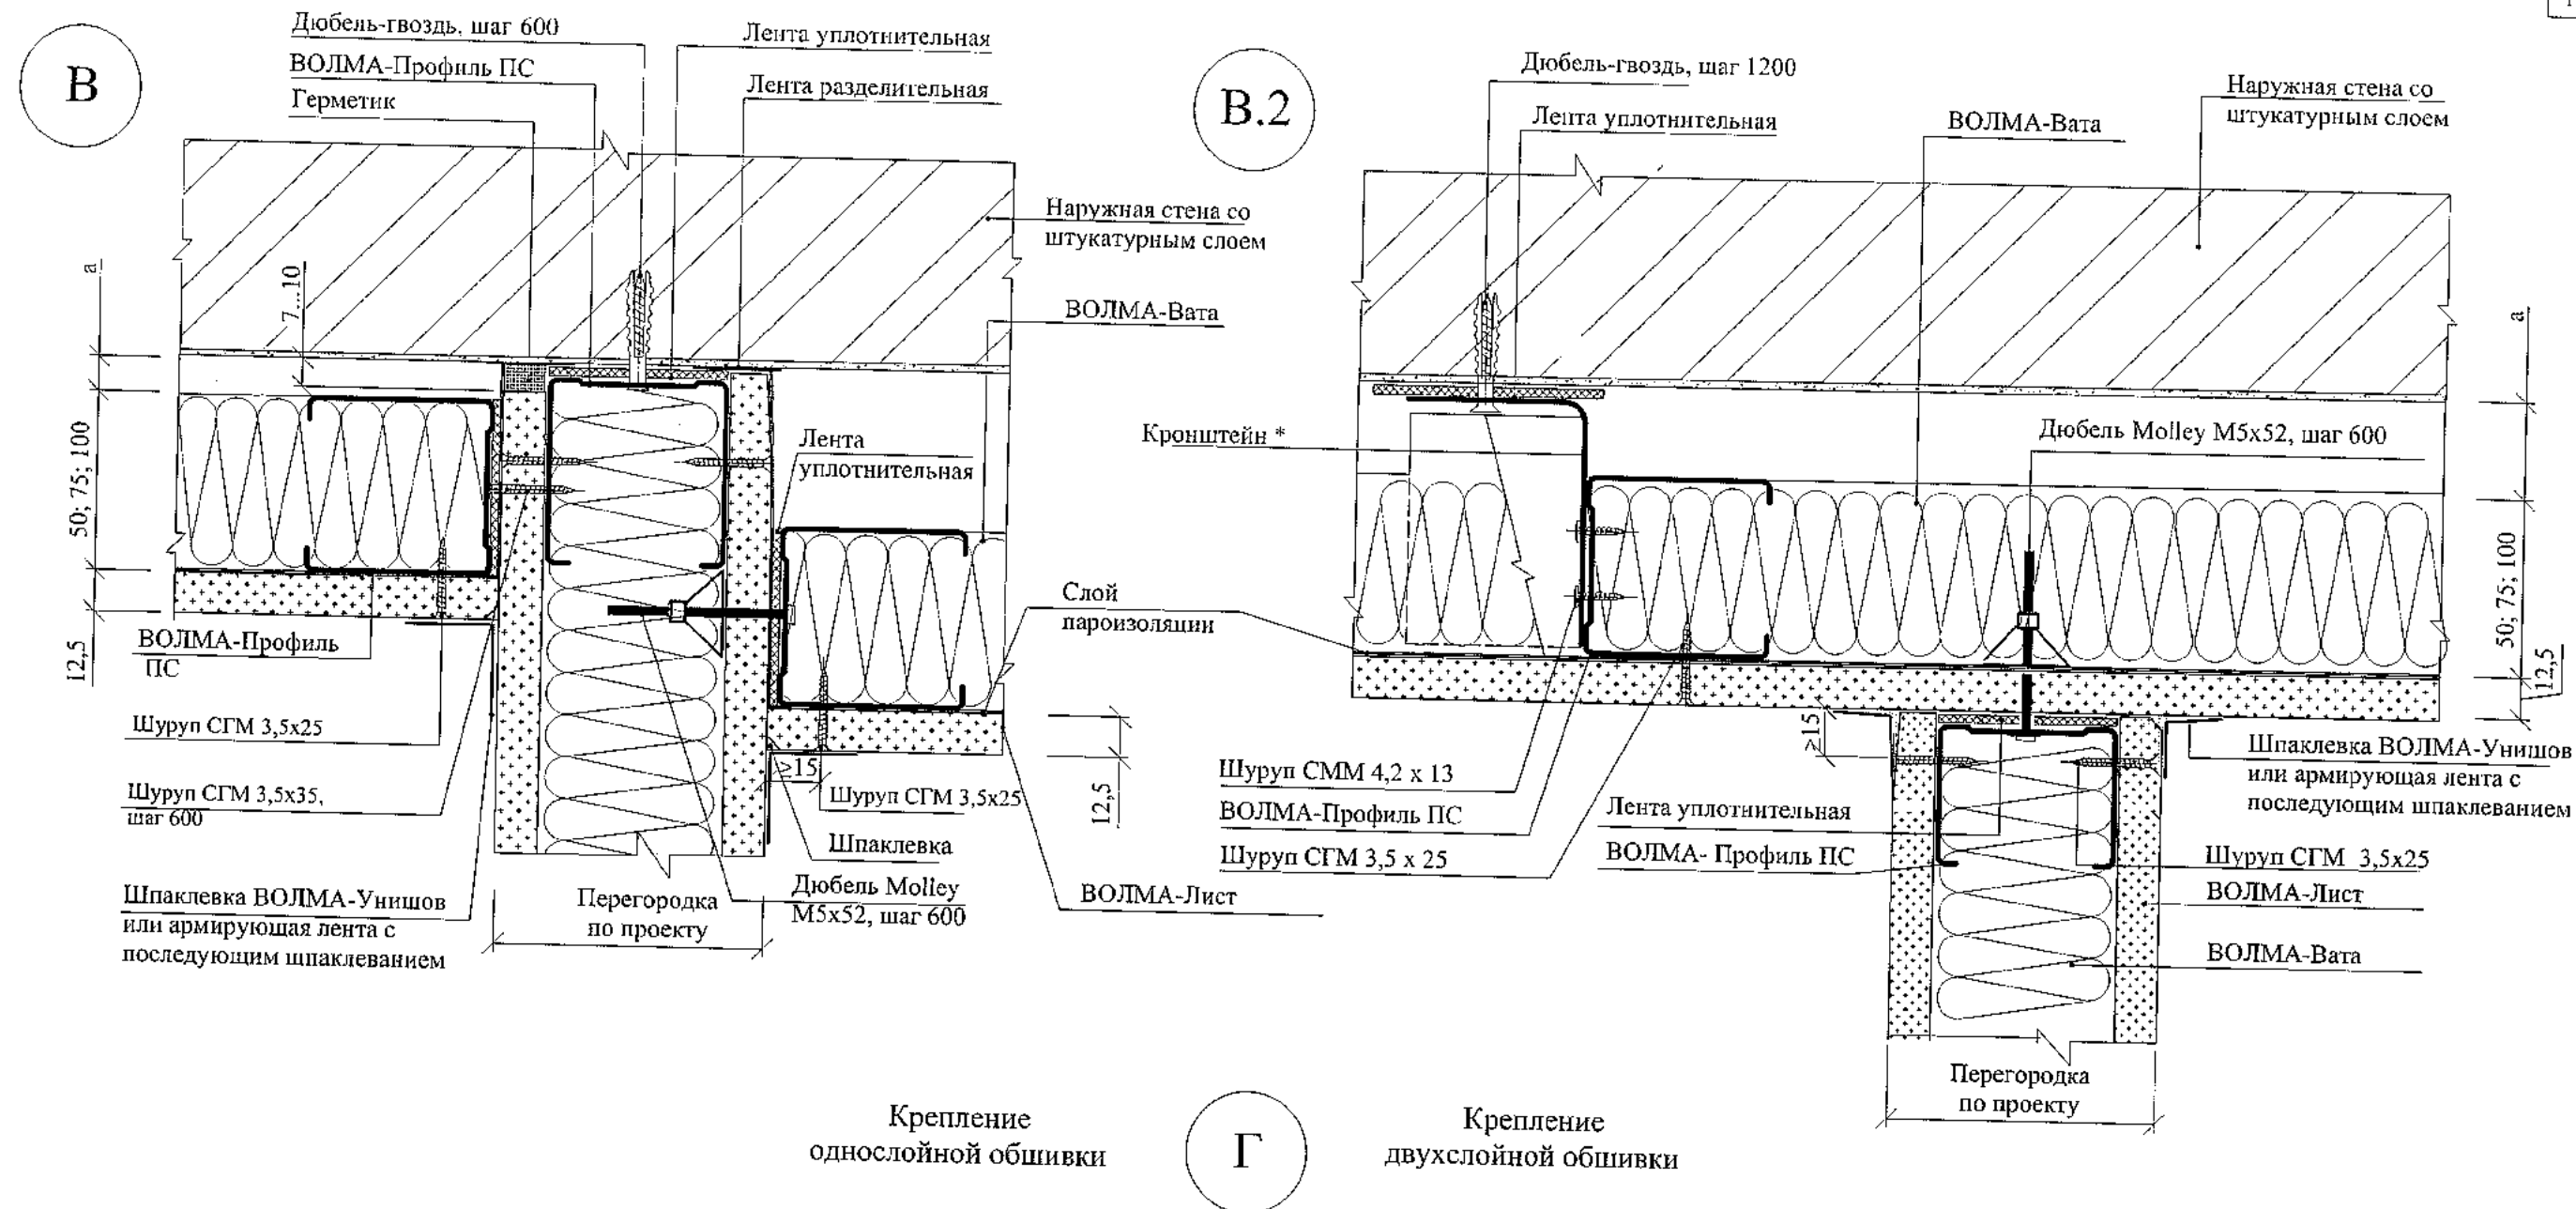 В
Дюбель-гвоздь, шаг 600
ВОЛМА-Профиль ПС
Герметик
Лента уплотнительная
Лента разделительная
Наружная стена со
штукатурным слоем
ВОЛМА-Вата
а
7...10
50; 75; 100
12,5
Лента
уплотнительная
Слой
пароизоляции
ВОЛМА-Профиль
ПС
Шуруп СГМ 3,5х25
Шуруп СГМ 3,5х35,
шаг 600
Шпаклевка ВОЛМА-Унишов
или армирующая лента с
последующим шпаклеванием
≥15
Шуруп СГМ 3,5х25
12,5
Шпаклевка
Дюбель Molley
М5х52, шаг 600
ВОЛМА-Лист
Перегородка
по проекту
В.2
Дюбель-гвоздь, шаг 1200
Лента уплотнительная
ВОЛМА-Вата
Наружная стена со
штукатурным слоем
Кронштейн *
Дюбель Molley М5х52, шаг 600
а
50; 75; 100
12,5
≥15
Шуруп СММ 4,2 х 13
ВОЛМА-Профиль ПС
Шуруп СГМ 3,5 х 25
Лента уплотнительная
ВОЛМА- Профиль ПС
Шпаклевка ВОЛМА-Унишов
или армирующая лента с
последующим шпаклеванием
Шуруп СГМ 3,5х25
ВОЛМА-Лист
ВОЛМА-Вата
Перегородка
по проекту
Крепление
однослойной обшивки
Г
Крепление
двухслойной обшивки